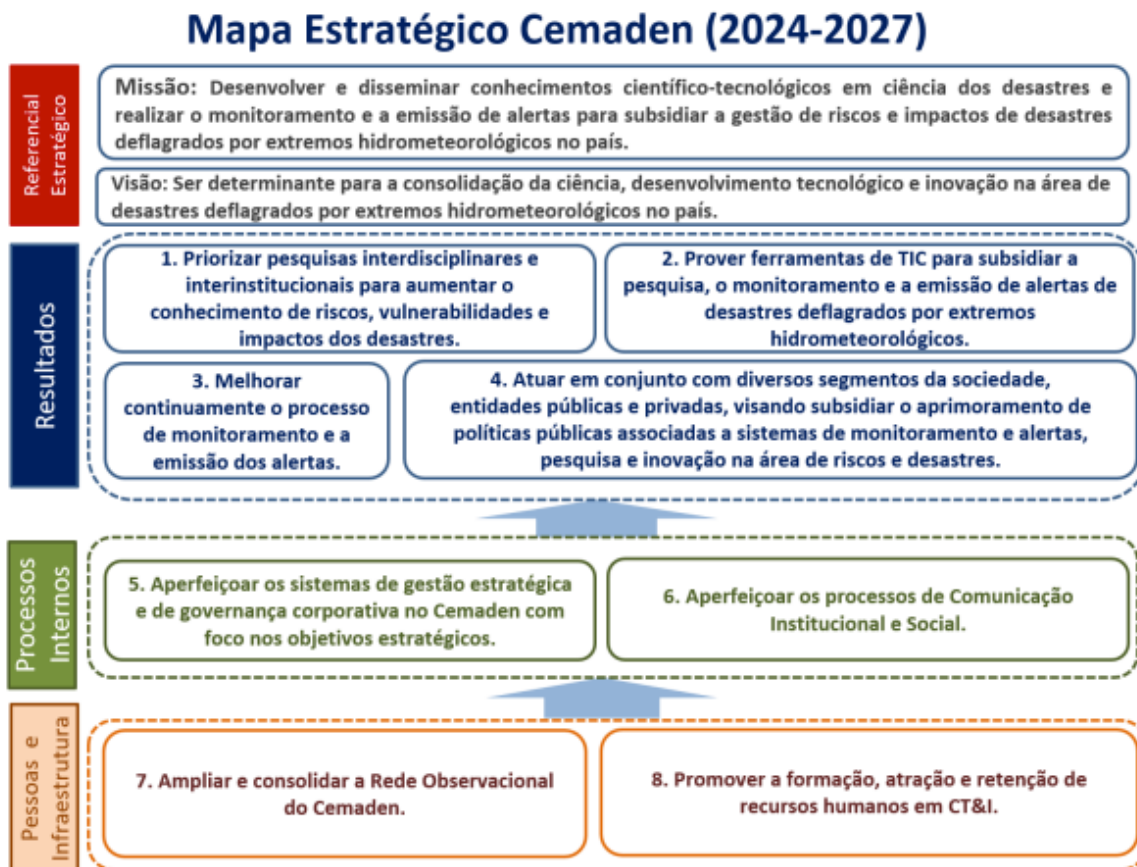 Mapa Estratégico Cemaden (2024-2027)
Referencial
Estratégico
Missão: Desenvolver e disseminar conhecimentos científico-tecnológicos em ciência dos desastres e
realizar o monitoramento e a emissão de alertas para subsidiar a gestão de riscos e impactos de desastres
deflagrados por extremos hidrometeorológicos no país.
Visão: Ser determinante para a consolidação da ciência, desenvolvimento tecnológico e inovação na área de
desastres deflagrados por extremos hidrometeorológicos no país.
Resultados
1. Priorizar pesquisas interdisciplinares e
interinstitucionais para aumentar o
conhecimento de riscos, vulnerabilidades e
impactos dos desastres.
2. Prover ferramentas de TIC para subsidiar a
pesquisa, o monitoramento e a emissão de alertas de
desastres deflagrados por extremos
hidrometeorológicos.
3. Melhorar
continuamente o processo
de monitoramento e a
emissão dos alertas.
4. Atuar em conjunto com diversos segmentos da sociedade,
entidades públicas e privadas, visando subsidiar o aprimoramento de
políticas públicas associadas a sistemas de monitoramento e alertas,
pesquisa e inovação na área de riscos e desastres.
Processos
Internos
5. Aperfeiçoar os sistemas de gestão estratégica
e de governança corporativa no Cemaden com
foco nos objetivos estratégicos.
6. Aperfeiçoar os processos de Comunicação
Institucional e Social.
Pessoas e
Infraestrutura
7. Ampliar e consolidar a Rede Observacional
do Cemaden.
8. Promover a formação, atração e retenção de
recursos humanos em CT&I.